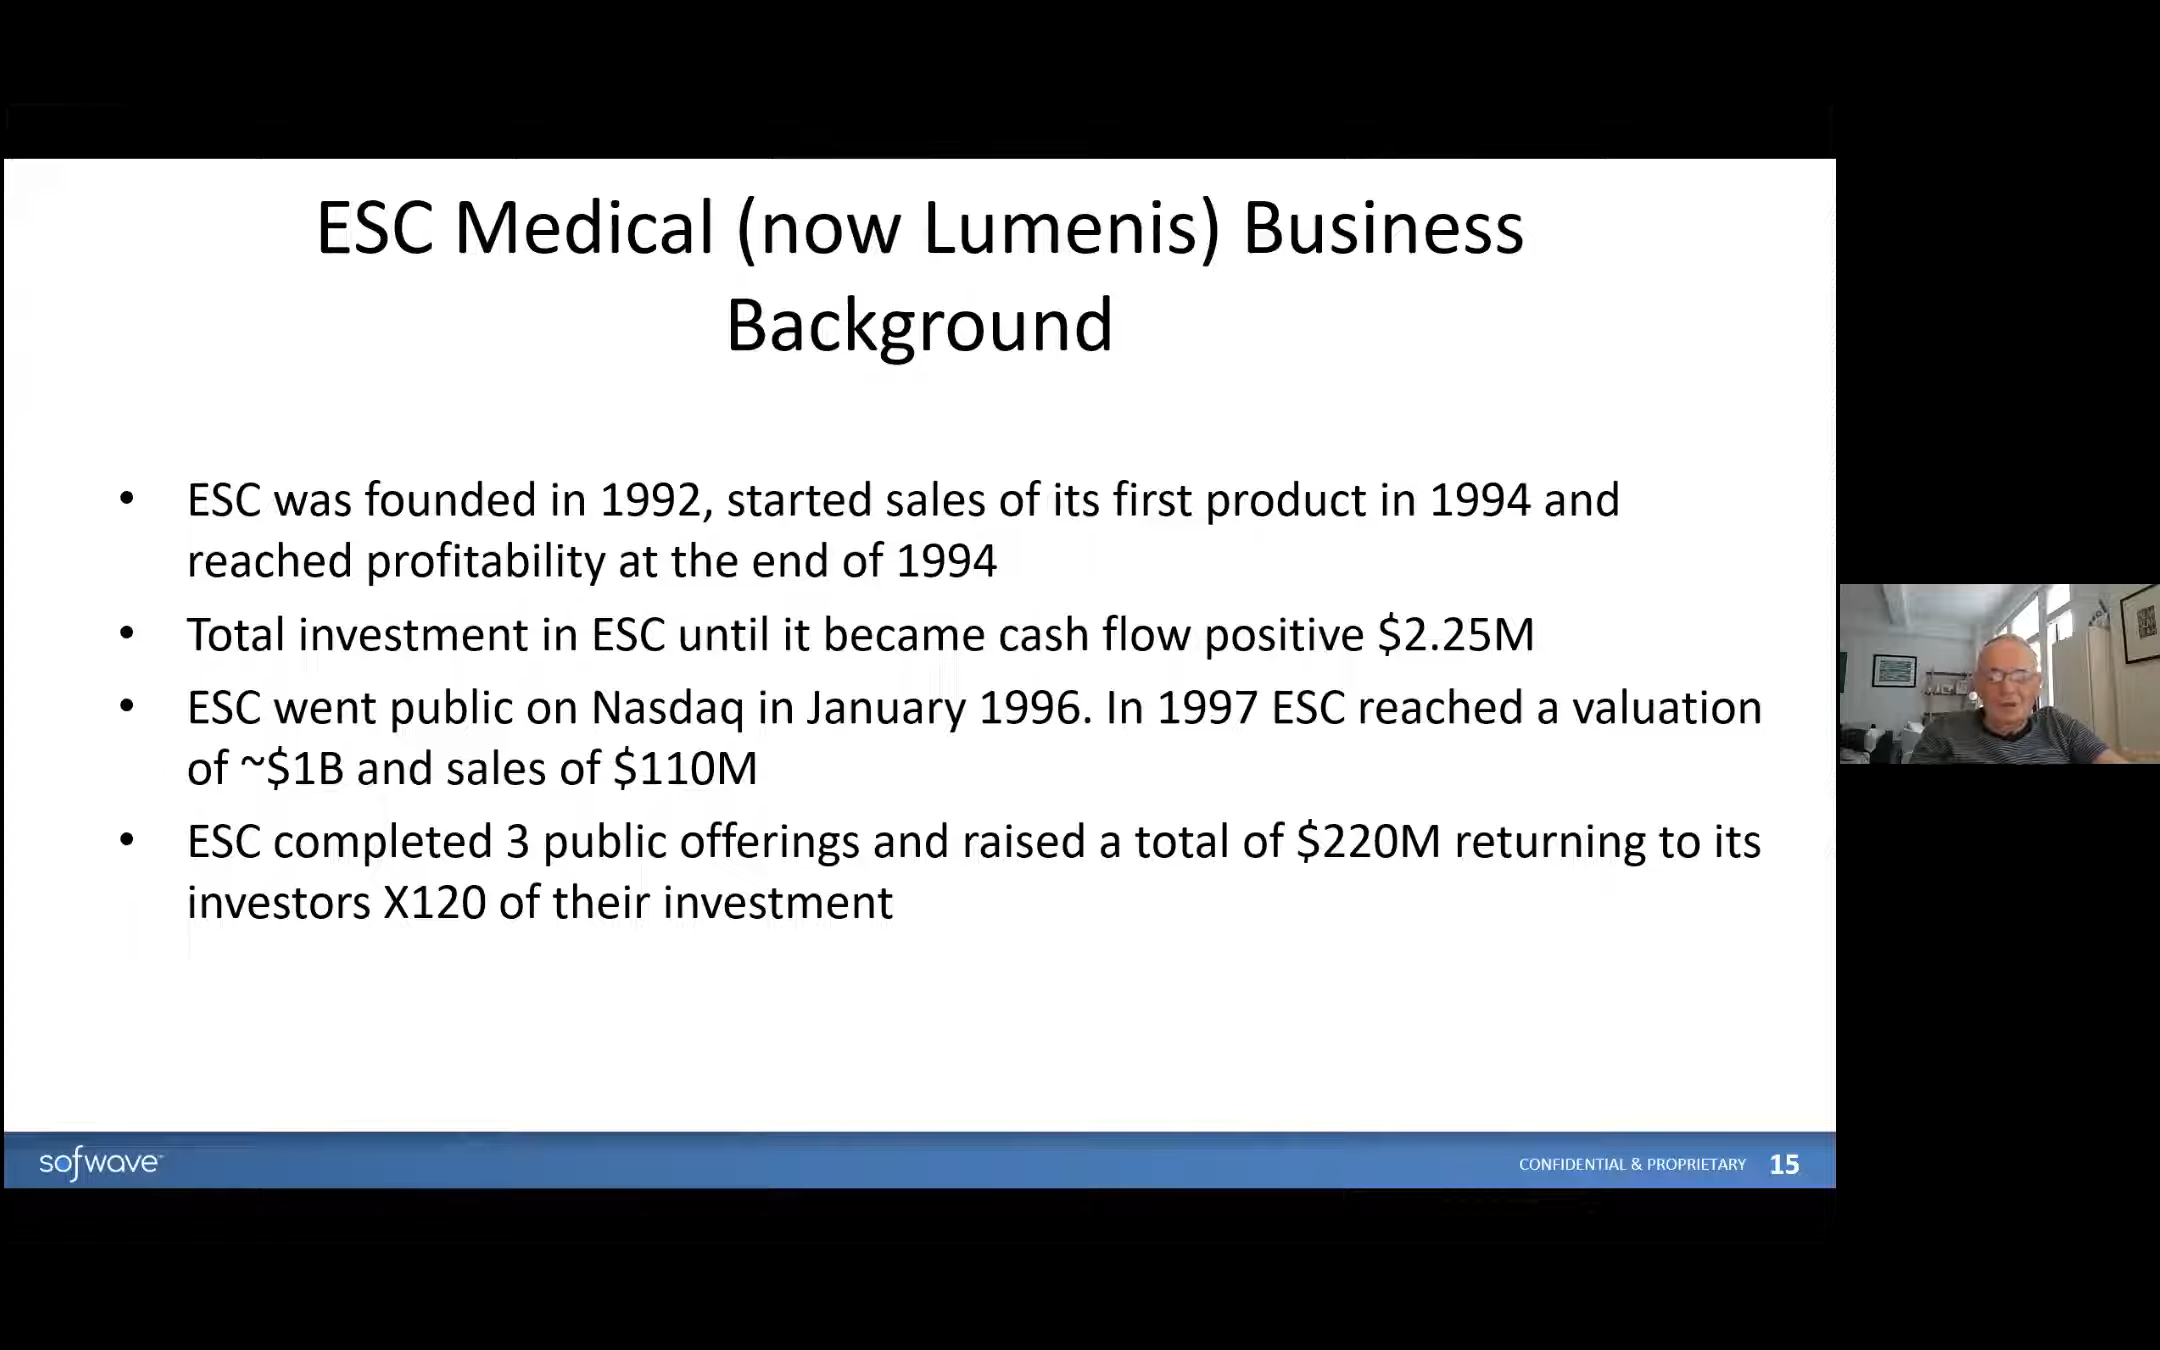 ESC Medical (now Lumenis) Business
Background
• ESC was founded in 1992, started sales of its first product in 1994 and
reached profitability at the end of 1994
• Total investment in ESC until it became cash flow positive $2.25M
• ESC went public on Nasdaq in January 1996. In 1997 ESC reached a valuation
of ~$1B and sales of $110M
• ESC completed 3 public offerings and raised a total of $220M returning to its
investors X120 of their investment
sofwave
CONFIDENTIAL & PROPRIETARY 15